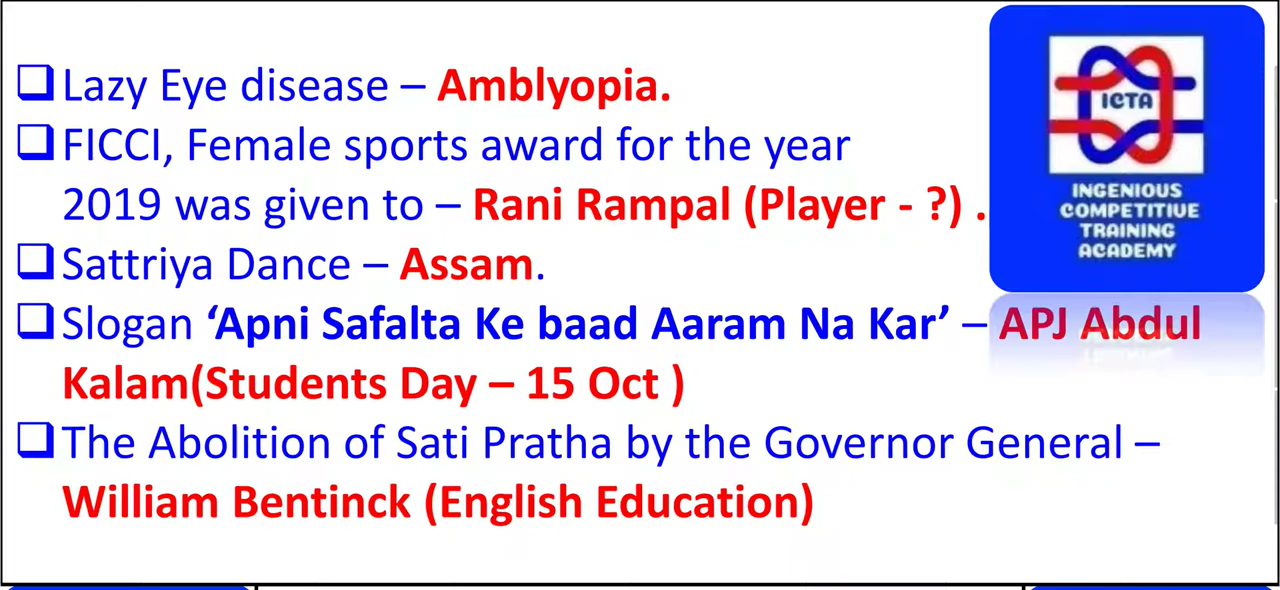 Lazy Eye disease – Amblyopia.
FICCI, Female sports award for the year
2019 was given to – Rani Rampal (Player - ?) .
Sattriya Dance – Assam.
Slogan ‘Apni Safalta Ke baad Aaram Na Kar’ – APJ Abdul
Kalam(Students Day – 15 Oct )
The Abolition of Sati Pratha by the Governor General –
William Bentinck (English Education)
ICTA
INGENIOUS
COMPETITIUE
TRAINING
ACADEMY